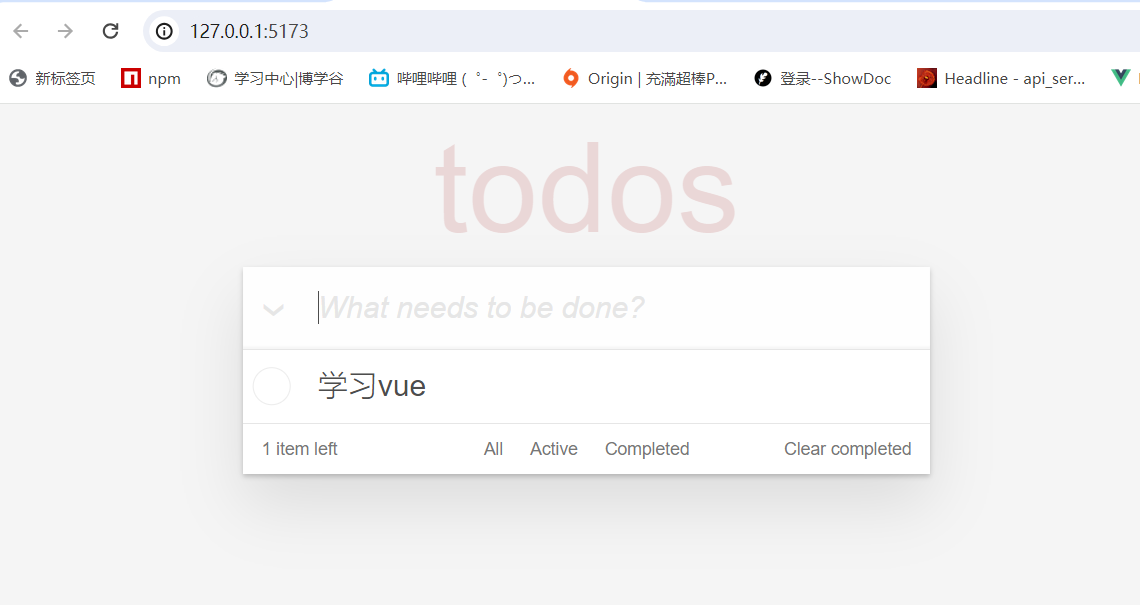 127.0.0.1:5173
新标签页 npm 学习中心|博学谷 哔哩哔哩 ( ゜- ゜)つ... Origin | 充滿超棒P... 登录--ShowDoc Headline - api_ser...
todos
What needs to be done?
学习vue
1 item left All Active Completed Clear completed